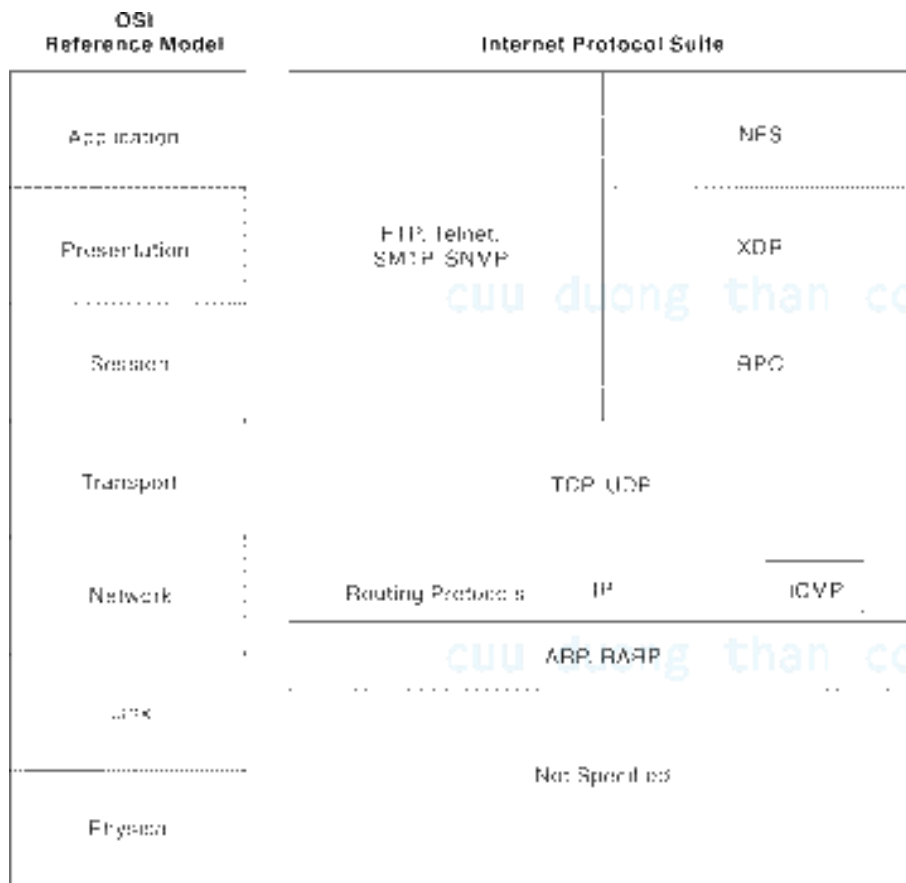 OSI
Reference Model
Internet Protocol Suite
Application
NFS
Presentation
FTP, Telnet,
SMTP, SNMP
XDR
cuu duong than co
Session
RPC
Transport
TCP, UDP
Network
Routing Protocols
IP
ICMP
ARP, RARP
cuu duong than co
Link
Not Specified
Physical